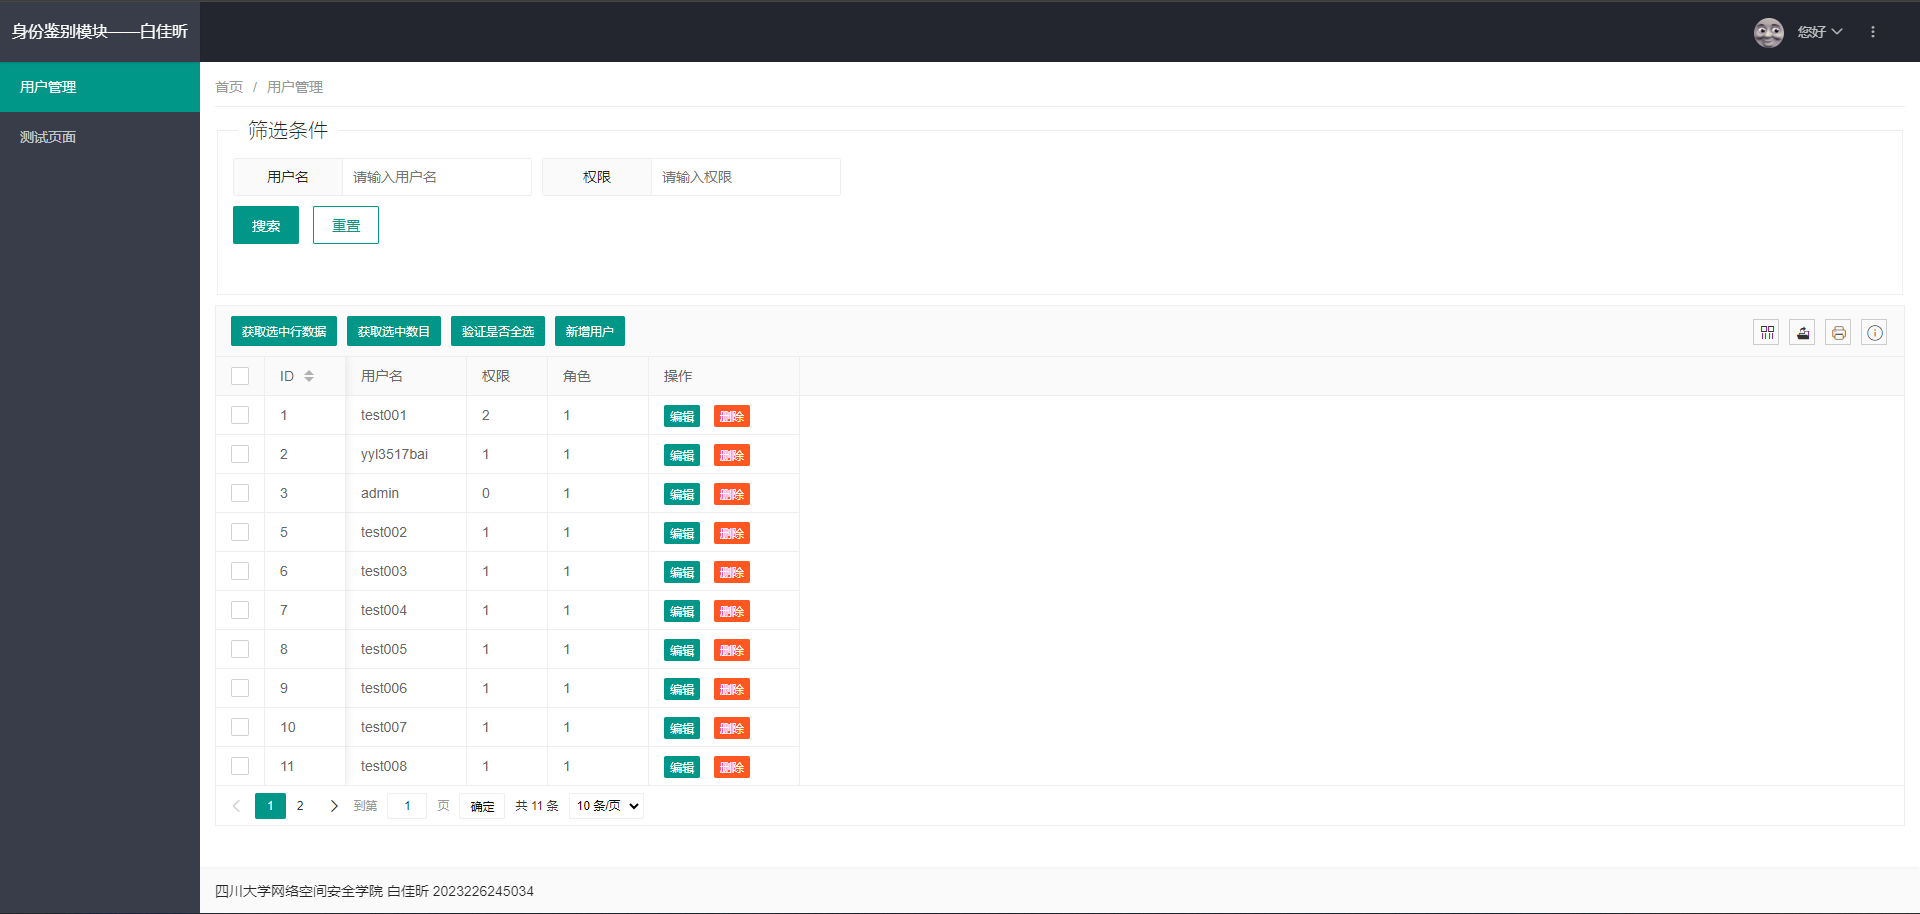 身份鉴别模块——白佳昕
您好
用户管理
测试页面
首页 / 用户管理
筛选条件
用户名 请输入用户名 权限 请输入权限
搜索 重置
获取选中行数据 获取选中数目 验证是否全选 新增用户
ID 用户名 权限 角色 操作
1 test001 2 1 编辑 删除
2 yyl3517bai 1 1 编辑 删除
3 admin 0 1 编辑 删除
5 test002 1 1 编辑 删除
6 test003 1 1 编辑 删除
7 test004 1 1 编辑 删除
8 test005 1 1 编辑 删除
9 test006 1 1 编辑 删除
10 test007 1 1 编辑 删除
11 test008 1 1 编辑 删除
1 2 到第 1 页 确定 共 11 条 10 条/页
四川大学网络空间安全学院 白佳昕 2023226245034